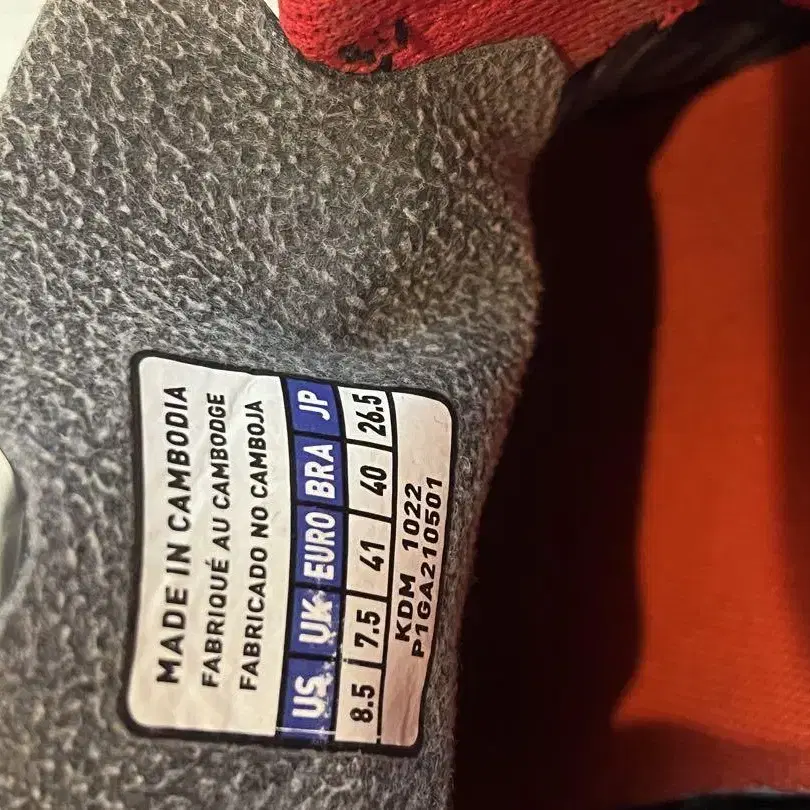 MADE IN CAMBODIA
FABRIQUÉ AU CAMBODGE
FABRICADO NO CAMBOJA
US UK EURO BRA JP
8.5 7.5 41 40 26.5
KDM 1022
P1GA210501